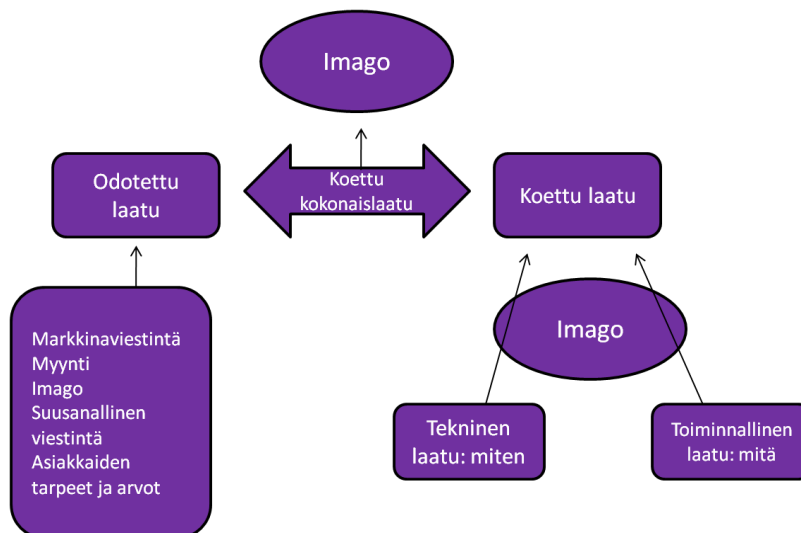 Imago
Odotettu
laatu
Koettu
kokonaislaatu
Koettu laatu
Markkinaviestintä
Myynti
Imago
Suusanallinen
viestintä
Asiakkaiden
tarpeet ja arvot
Imago
Tekninen
laatu: miten
Toiminnallinen
laatu: mitä